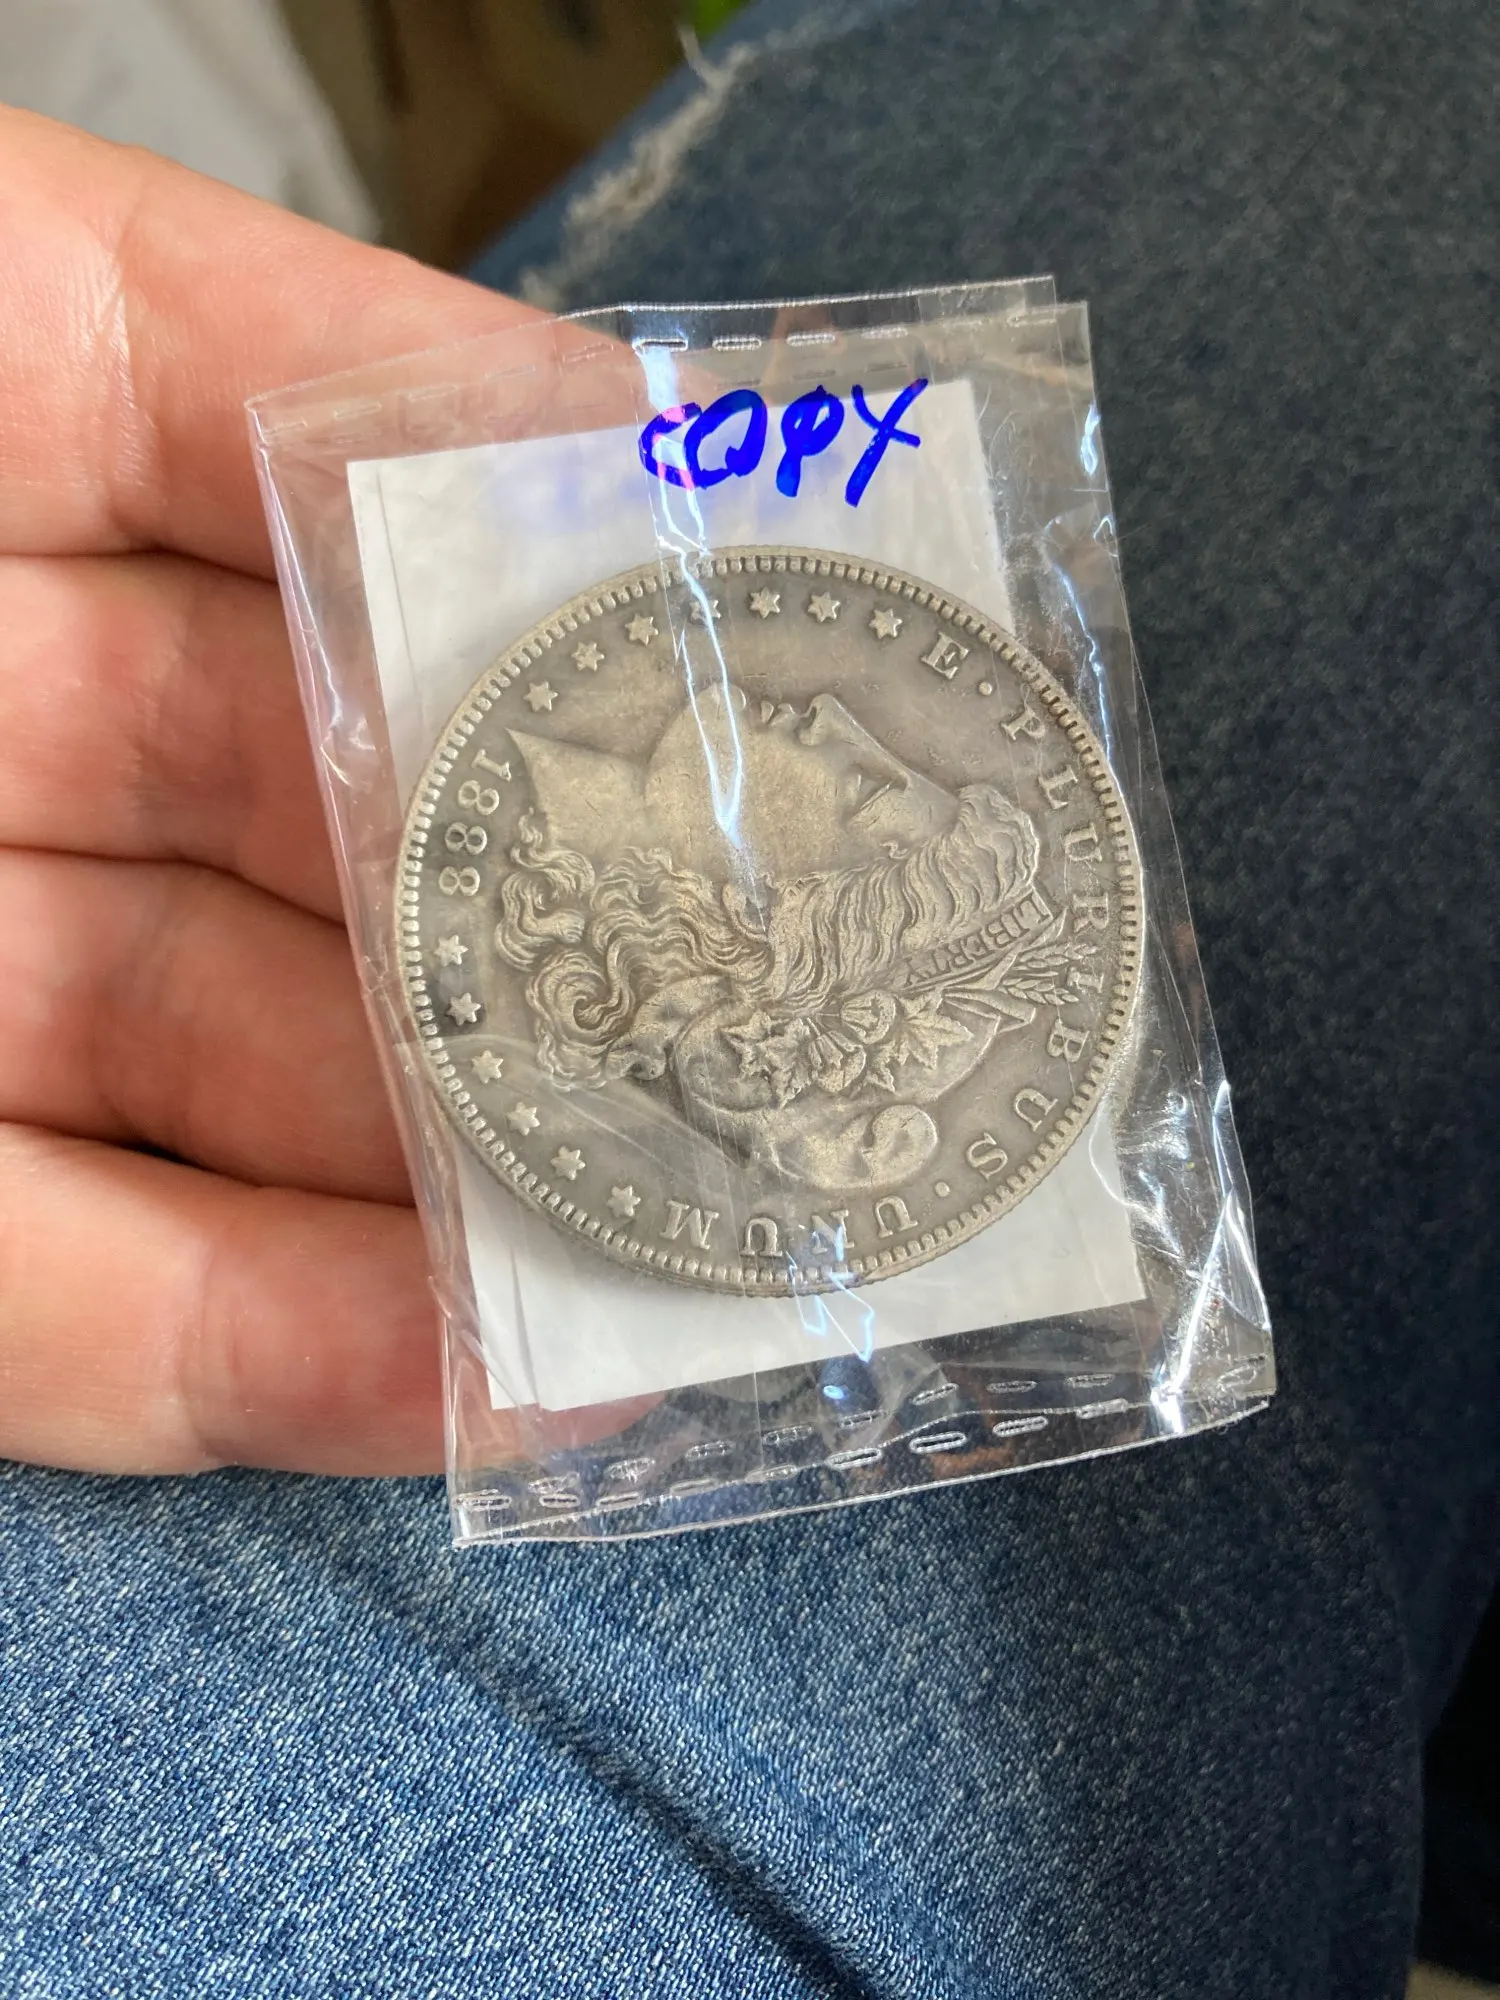 COPY
E · PLURIBUS · UNUM
LIBERTY
1888